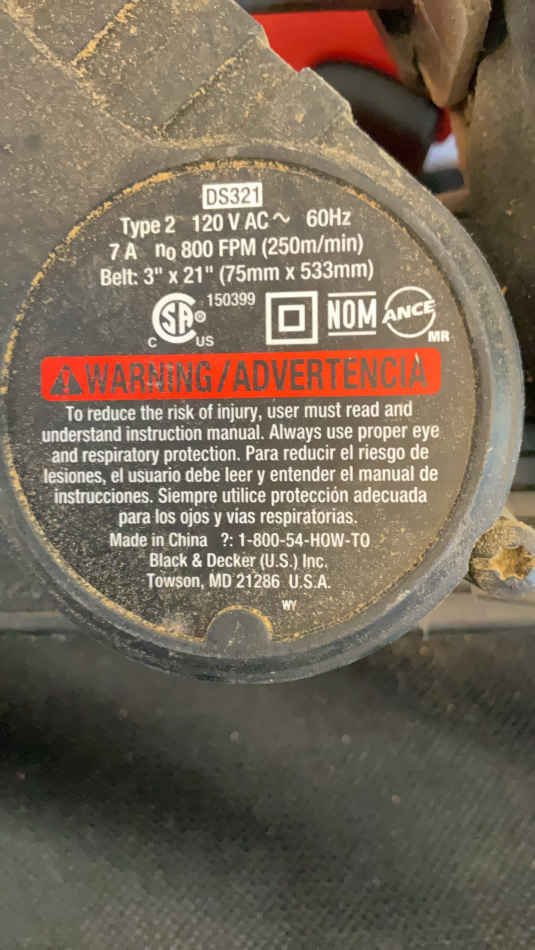 DS321
Type 2 120 V AC ~ 60Hz
7 A n0 800 FPM (250m/min)
Belt: 3" x 21" (75mm x 533mm)
150399
SA
C US
NOM
ANCE
MR
WARNING/ADVERTENCIA
To reduce the risk of injury, user must read and
understand instruction manual. Always use proper eye
and respiratory protection. Para reducir el riesgo de
lesiones, el usuario debe leer y entender el manual de
instrucciones. Siempre utilice protección adecuada
para los ojos y vias respiratorias.
Made in China ?: 1-800-54-HOW-TO
Black & Decker (U.S.) Inc.
Towson, MD 21286 U.S.A.
WY